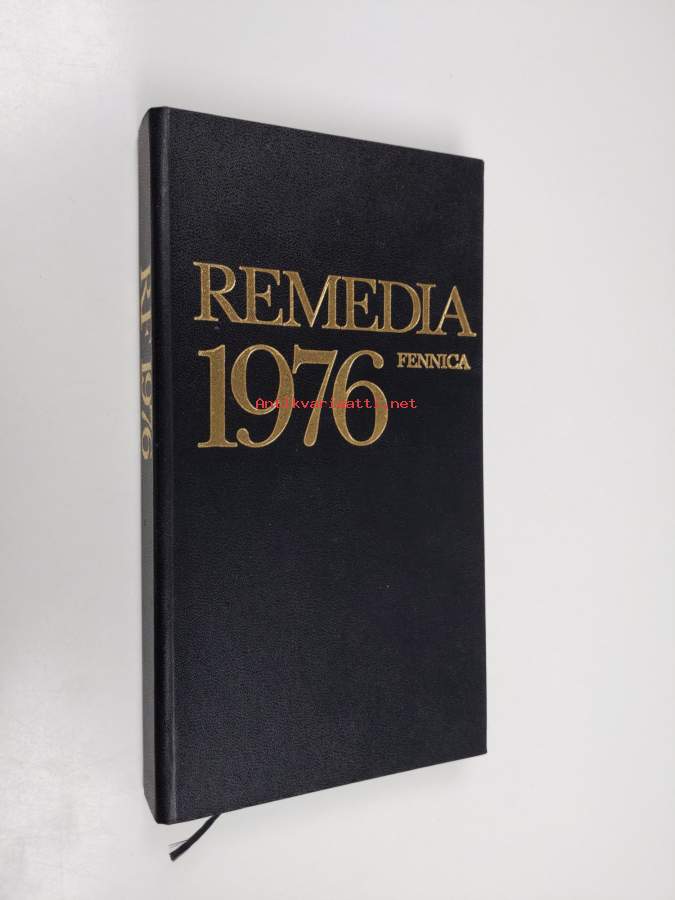 REMEDIA
1976 FENNICA
Antikvariaatti.net
RF 1976